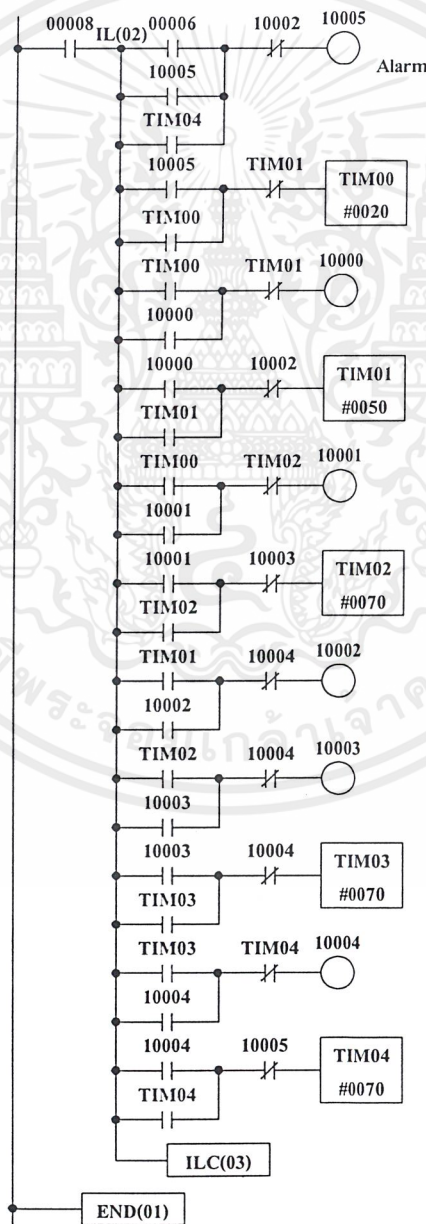 00008 IL(02) 00006 10002 10005
Alarm
10005
TIM04
10005 TIM01 TIM00
#0020
TIM00
TIM00 TIM01 10000
10000
10000 10002 TIM01
#0050
TIM01
TIM00 TIM02 10001
10001
10001 10003 TIM02
#0070
TIM02
TIM01 10004 10002
10002
TIM02 10004 10003
10003
10003 10004 TIM03
#0070
TIM03
TIM03 TIM04 10004
10004
10004 10005 TIM04
#0070
TIM04
ILC(03)
END(01)